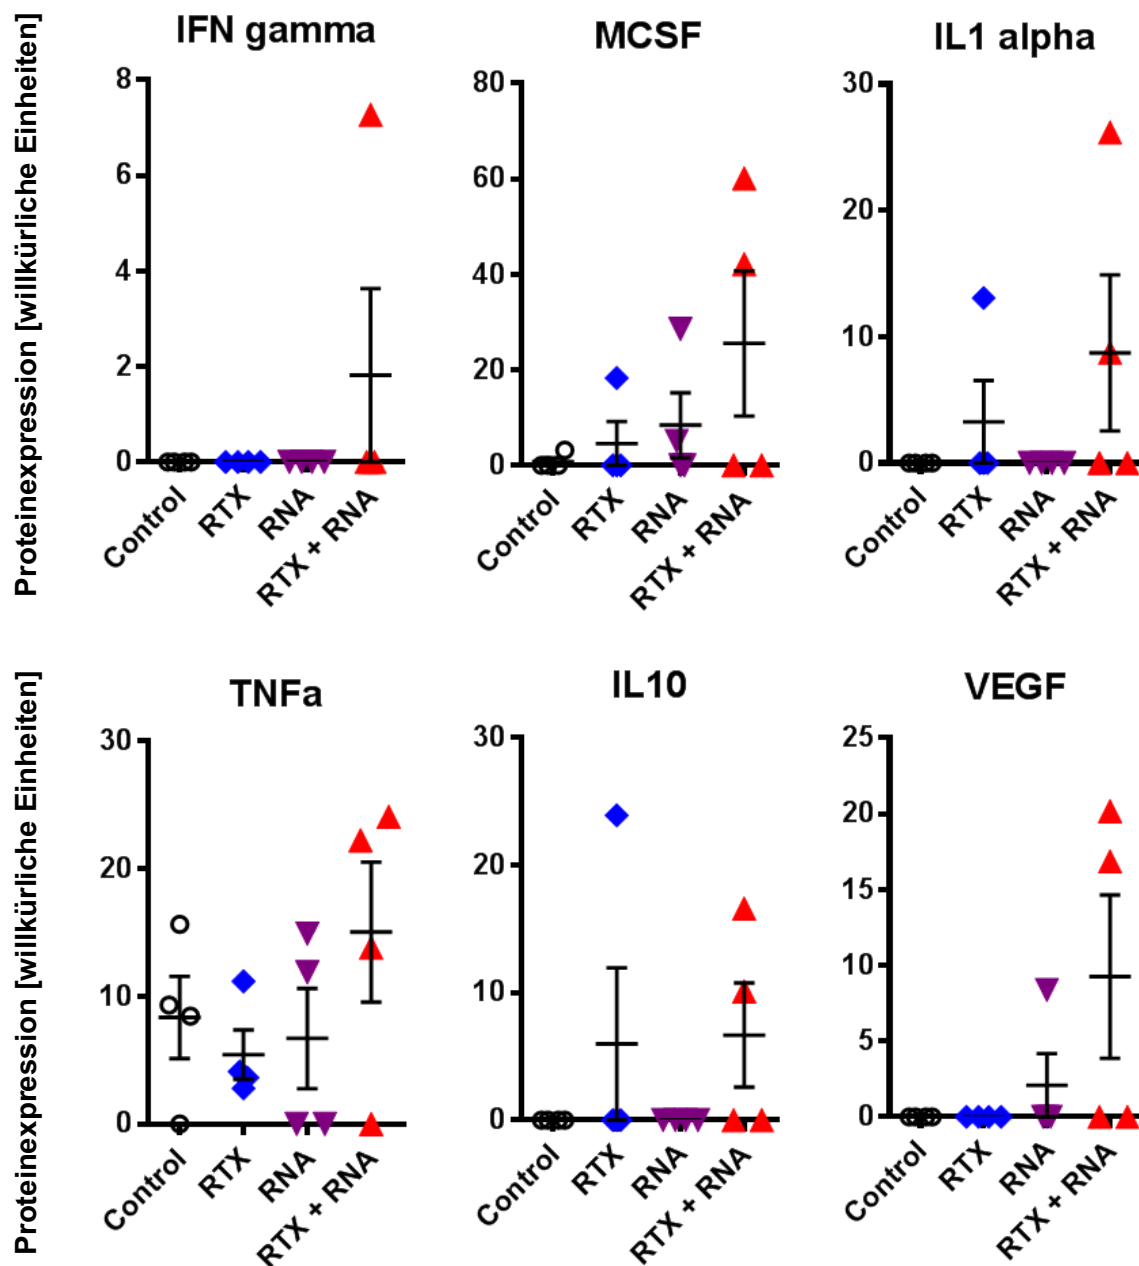 Proteinexpression [willkürliche Einheiten]
IFN gamma
8
6
4
2
0
Control
RTX
RNA
RTX + RNA
MCSF
80
60
40
20
0
Control
RTX
RNA
RTX + RNA
IL1 alpha
30
20
10
0
Control
RTX
RNA
RTX + RNA
Proteinexpression [willkürliche Einheiten]
TNFa
30
20
10
0
Control
RTX
RNA
RTX + RNA
IL10
30
20
10
0
Control
RTX
RNA
RTX + RNA
VEGF
25
20
15
10
5
0
Control
RTX
RNA
RTX + RNA